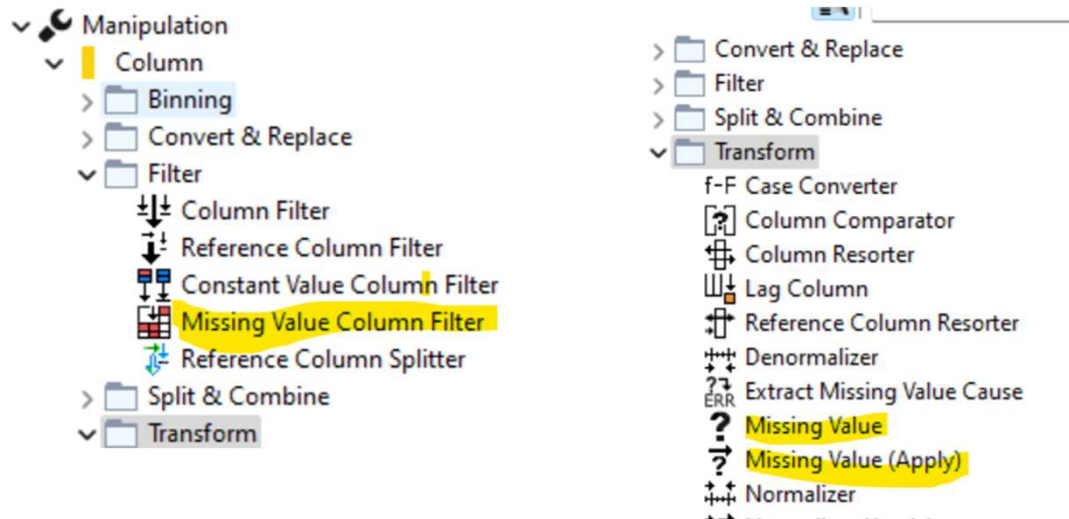 Manipulation
Column
Binning
Convert & Replace
Filter
Column Filter
Reference Column Filter
Constant Value Column Filter
Missing Value Column Filter
Reference Column Splitter
Split & Combine
Transform
Convert & Replace
Filter
Split & Combine
Transform
f-F Case Converter
[?] Column Comparator
Column Resorter
Lag Column
Reference Column Resorter
Denormalizer
?? ERR Extract Missing Value Cause
? Missing Value
? Missing Value (Apply)
Normalizer